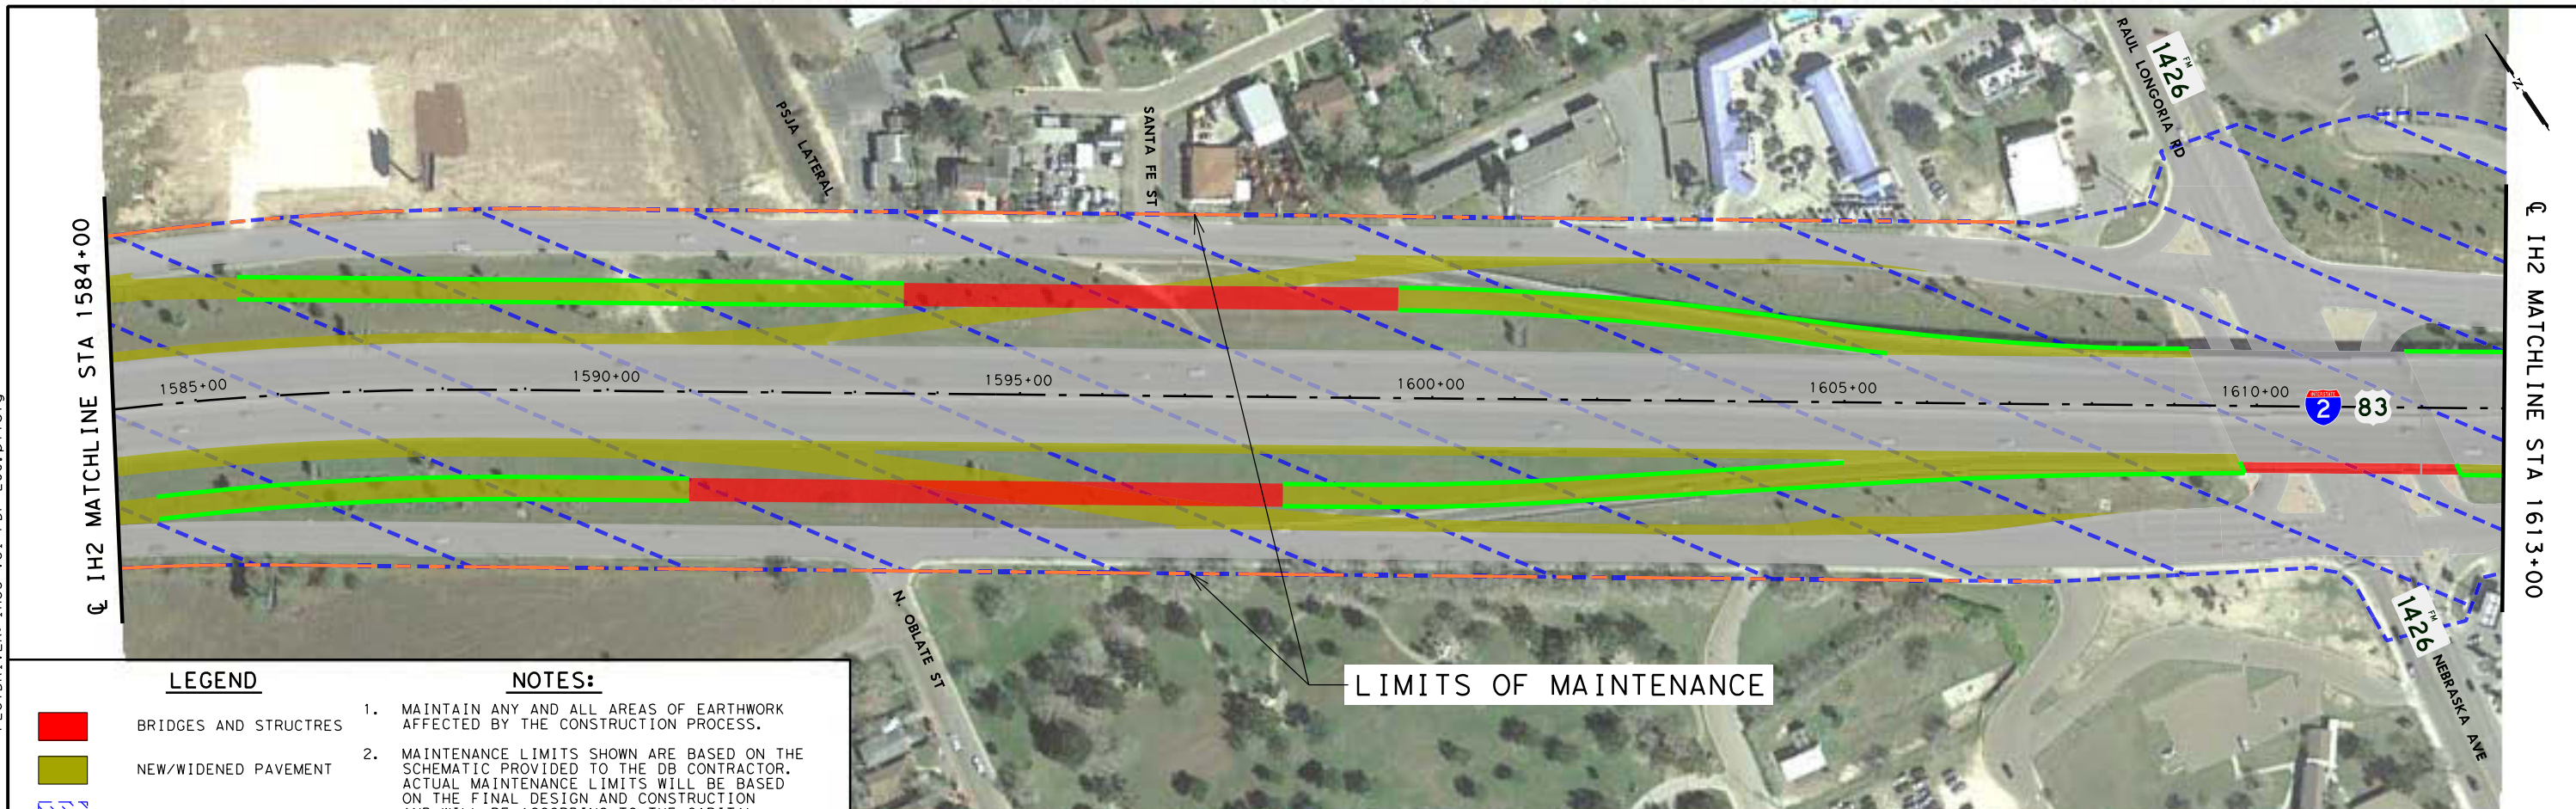 PSJA LATERAL
SANTA FE ST
RAUL LONGORIA RD
FM
1426
N
℄ IH2 MATCHLINE STA 1584+00
1585+00
1590+00
1595+00
1600+00
1605+00
1610+00
INTERSTATE
2
83
℄ IH2 MATCHLINE STA 1613+00
N. OBLATE ST
LIMITS OF MAINTENANCE
FM
1426
NEBRASKA AVE
LEGEND
BRIDGES AND STRUCTRES
NEW/WIDENED PAVEMENT
NOTES:
1. MAINTAIN ANY AND ALL AREAS OF EARTHWORK
AFFECTED BY THE CONSTRUCTION PROCESS.
2. MAINTENANCE LIMITS SHOWN ARE BASED ON THE
SCHEMATIC PROVIDED TO THE DB CONTRACTOR.
ACTUAL MAINTENANCE LIMITS WILL BE BASED
ON THE FINAL DESIGN AND CONSTRUCTION